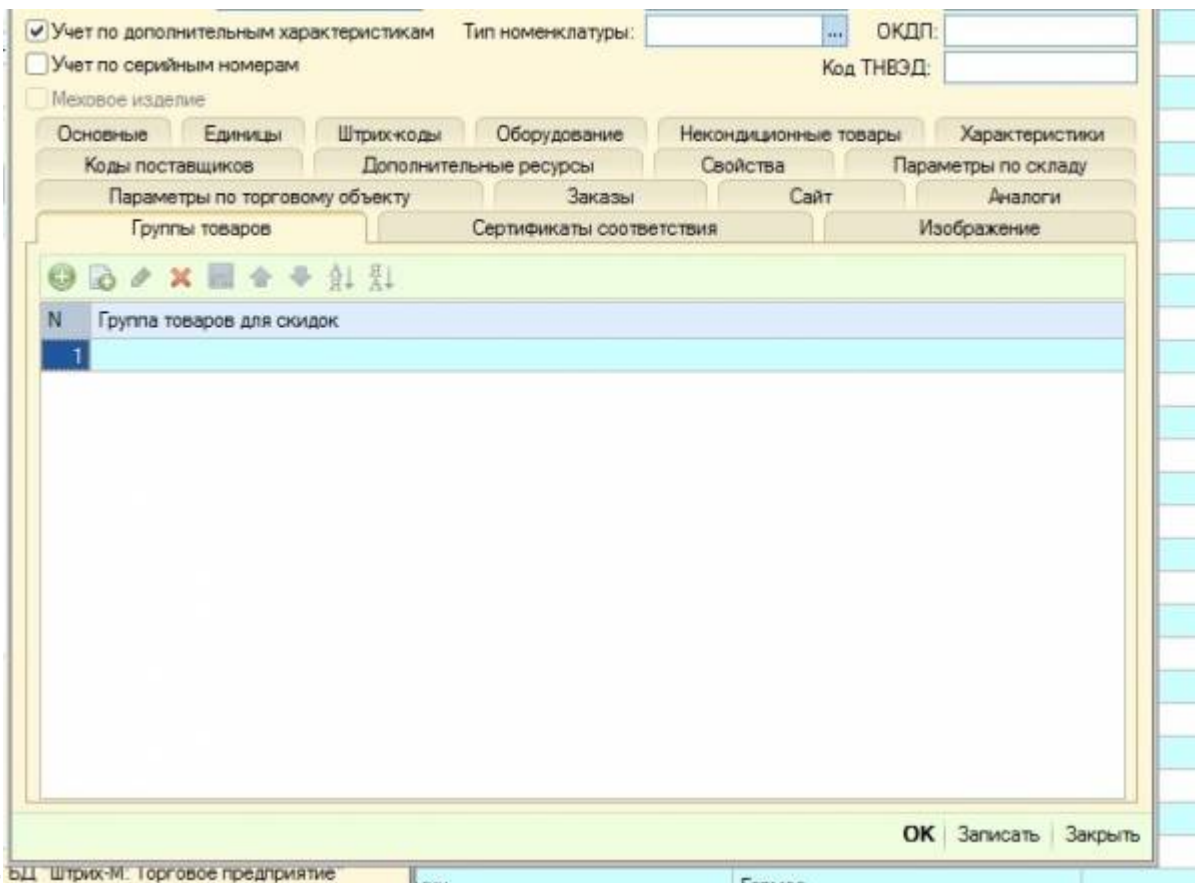 Учет по дополнительным характеристикам Тип номенклатуры: ... ОКДП:
Учет по серийным номерам Код ТНВЭД:
Меховое изделие
Основные Единицы Штрих-коды Оборудование Некондиционные товары Характеристики
Коды поставщиков Дополнительные ресурсы Свойства Параметры по складу
Параметры по торговому объекту Заказы Сайт Аналоги
Группы товаров Сертификаты соответствия Изображение
N Группа товаров для скидок
1
ОК Записать Закрыть
БД "Штрих-М: Торговое предприятие"